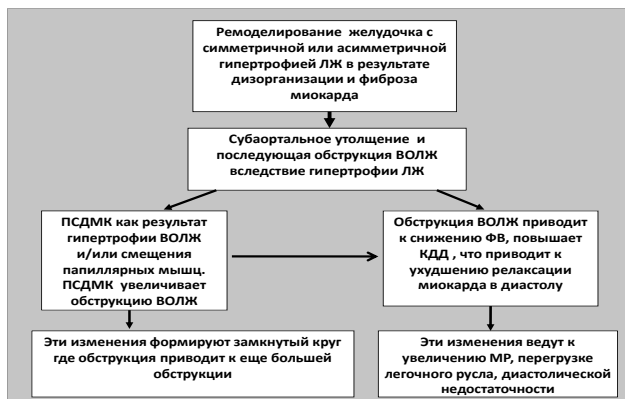 Ремоделирование желудочка с
симметричной или асимметричной
гипертрофией ЛЖ в результате
дизорганизации и фиброза
миокарда
Субаортальное утолщение и
последующая обструкция ВОЛЖ
вследствие гипертрофии ЛЖ
ПСДМК как результат
гипертрофии ВОЛЖ
и/или смещения
папиллярных мышц.
ПСДМК увеличивает
обструкцию ВОЛЖ
Обструкция ВОЛЖ приводит
к снижению ФВ, повышает
КДД , что приводит к
ухудшению релаксации
миокарда в диастолу
Эти изменения формируют замкнутый круг
где обструкция приводит к еще большей
обструкции
Эти изменения ведут к
увеличению МР, перегрузке
легочного русла, диастолической
недостаточности